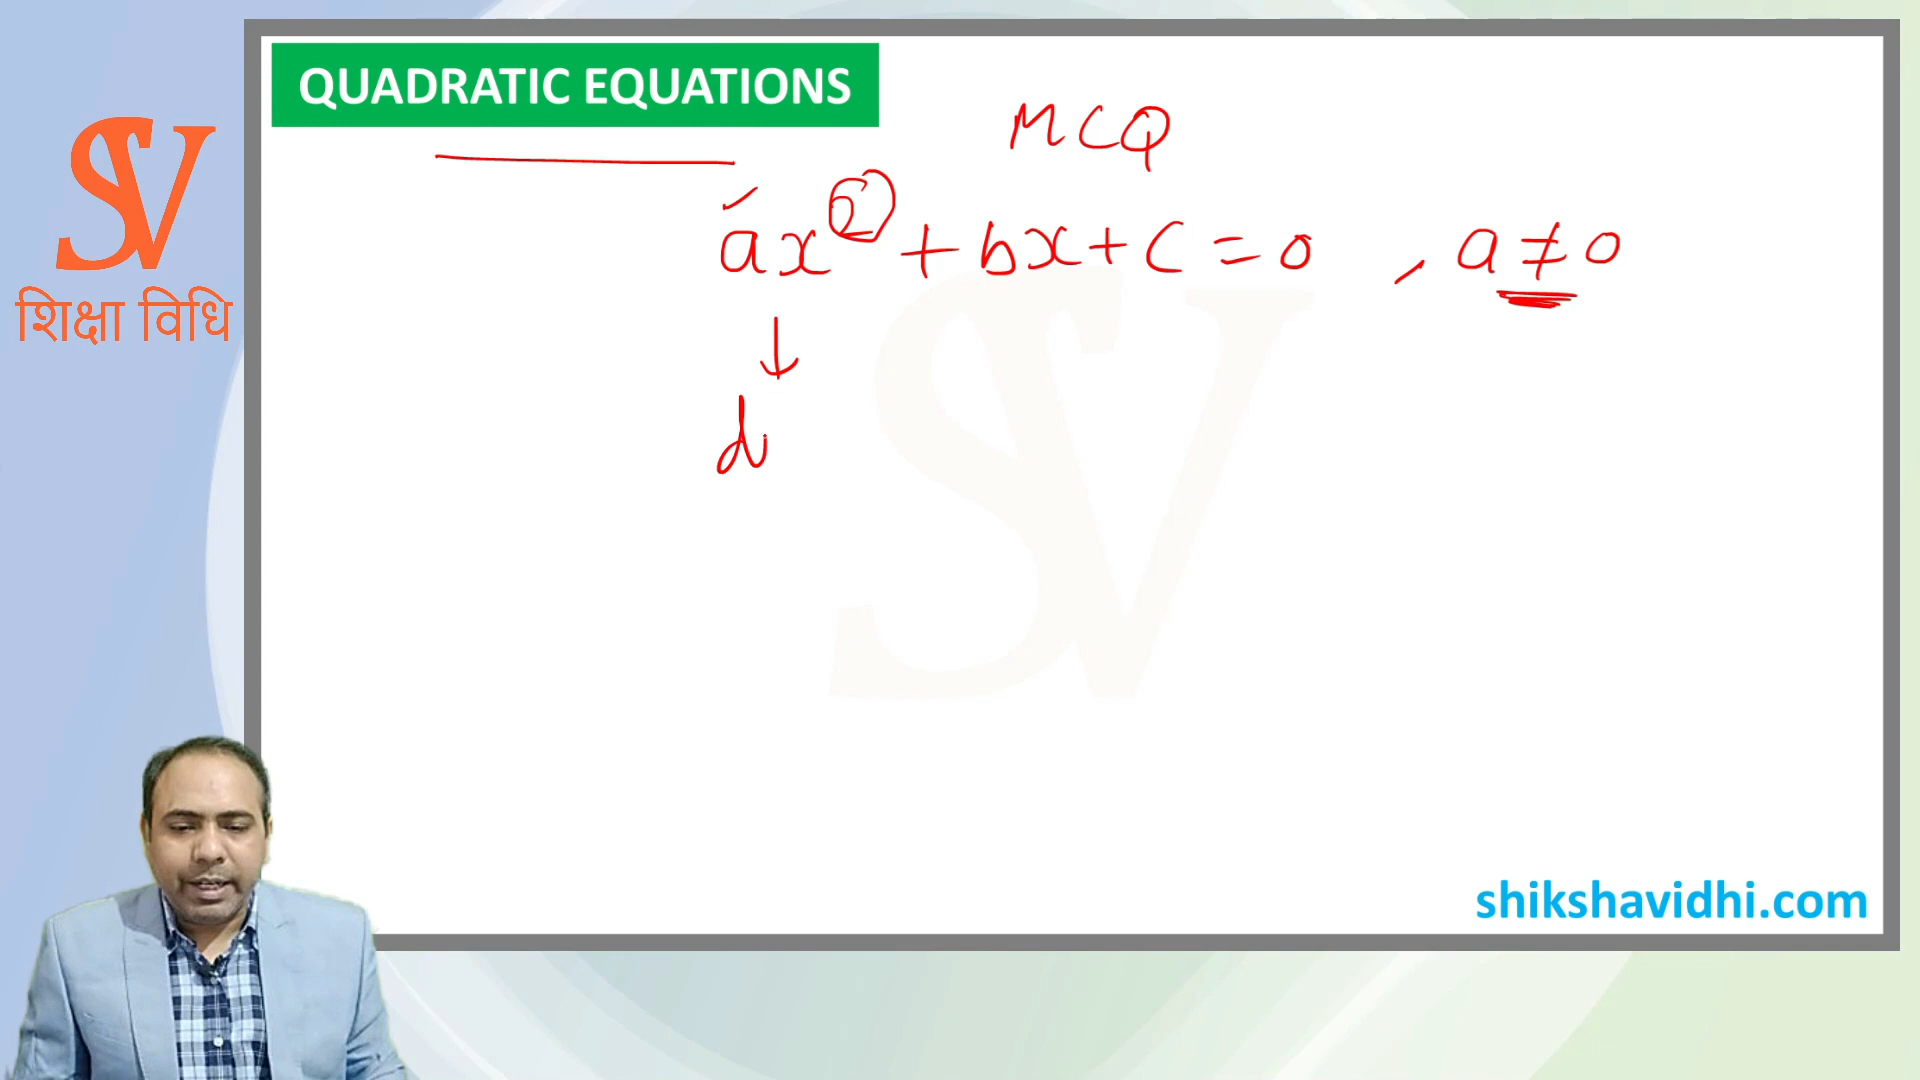 QUADRATIC EQUATIONS
MCQ
ax² + bx + c = 0 , a ≠ 0
↓
SV
शिक्षा विधि
shikshavidhi.com